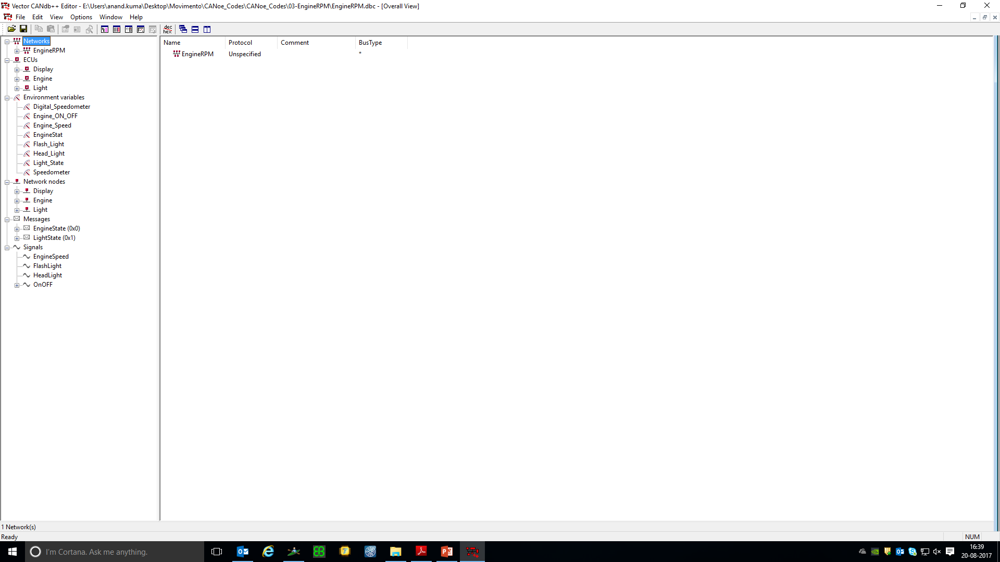 Vector CANdb++ Editor - E:\Users\anand.kuma\Desktop\Movimento\CANoe_Codes\CANoe_Codes\03-EngineRPM\EngineRPM.dbc - [Overall View]
File Edit View Options Window Help
dec
hex
Networks
EngineRPM
ECUs
Display
Engine
Light
Environment variables
Digital_Speedometer
Engine_ON_OFF
Engine_Speed
EngineStat
Flash_Light
Head_Light
Light_State
Speedometer
Network nodes
Display
Engine
Light
Messages
EngineState (0x0)
LightState (0x1)
Signals
EngineSpeed
FlashLight
HeadLight
OnOFF
Name Protocol Comment BusType
EngineRPM Unspecified *
1 Network(s)
Ready
NUM
I'm Cortana. Ask me anything.
16:39
20-08-2017